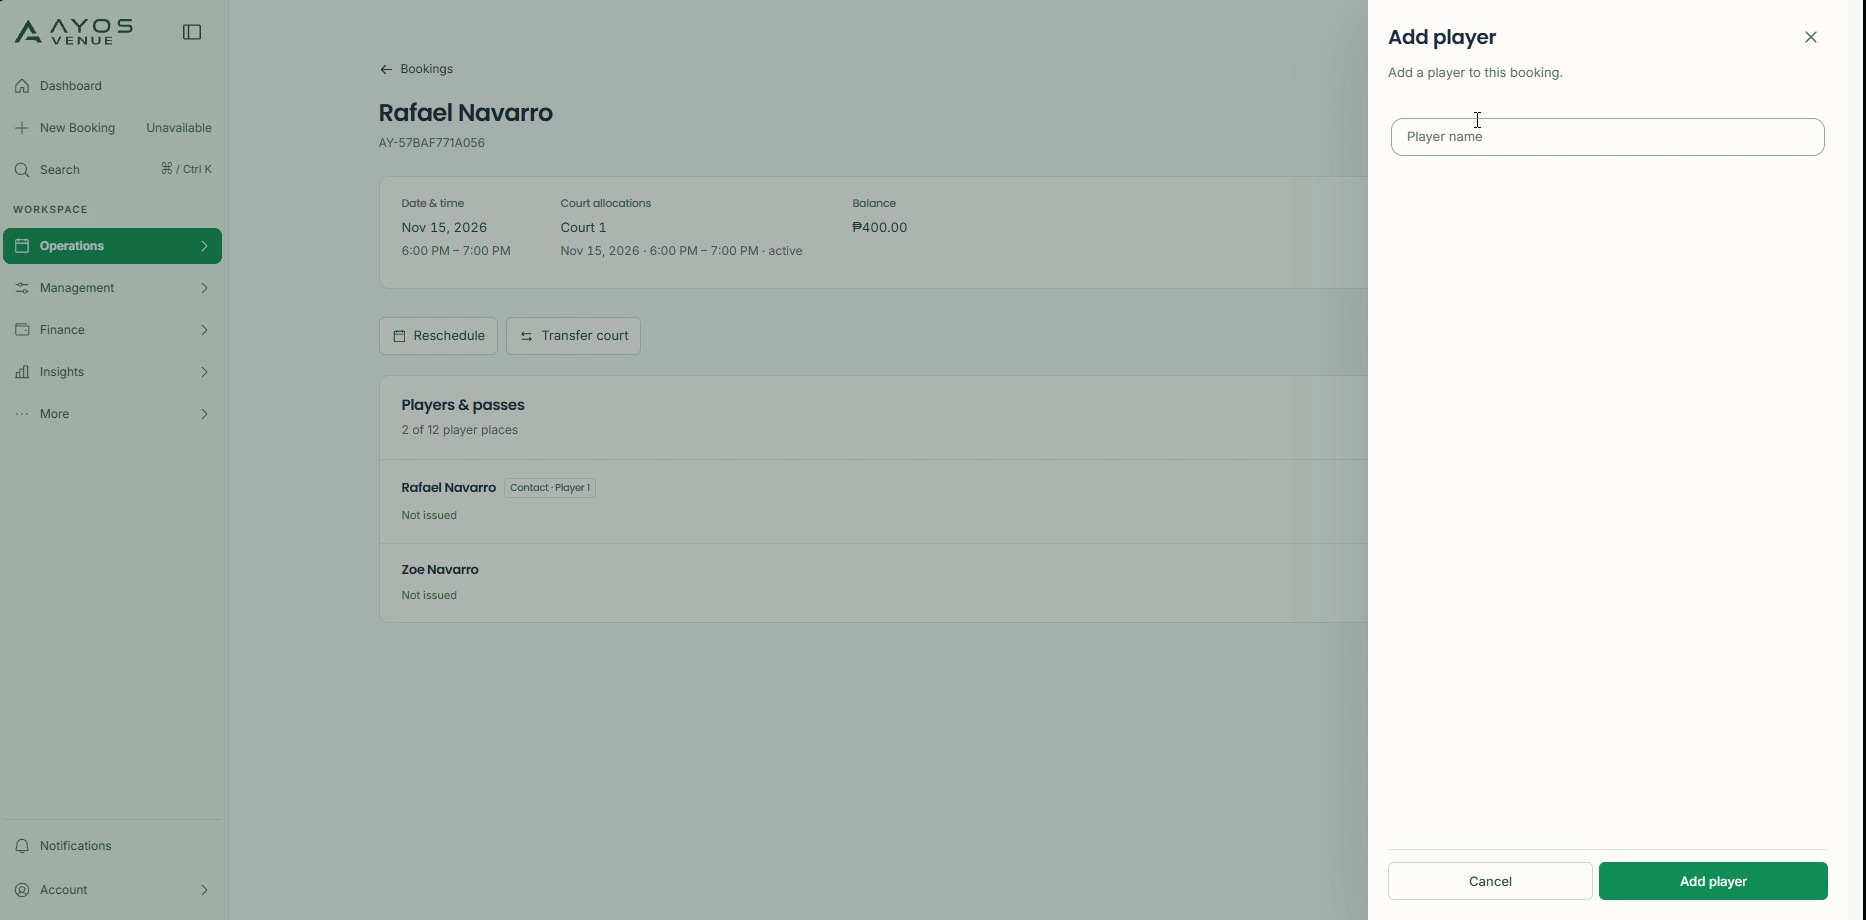 AYOS
VENUE
Dashboard
New Booking Unavailable
Search ⌘ / Ctrl K
WORKSPACE
Operations
Management
Finance
Insights
More
Notifications
Account
Bookings
Rafael Navarro
AY-57BAF771A056
Date & time Court allocations Balance
Nov 15, 2026 Court 1 ₱400.00
6:00 PM – 7:00 PM Nov 15, 2026 · 6:00 PM – 7:00 PM · active
Reschedule Transfer court
Players & passes
2 of 12 player places
Rafael Navarro Contact · Player 1
Not issued
Zoe Navarro
Not issued
Add player
Add a player to this booking.
Player name
Cancel Add player